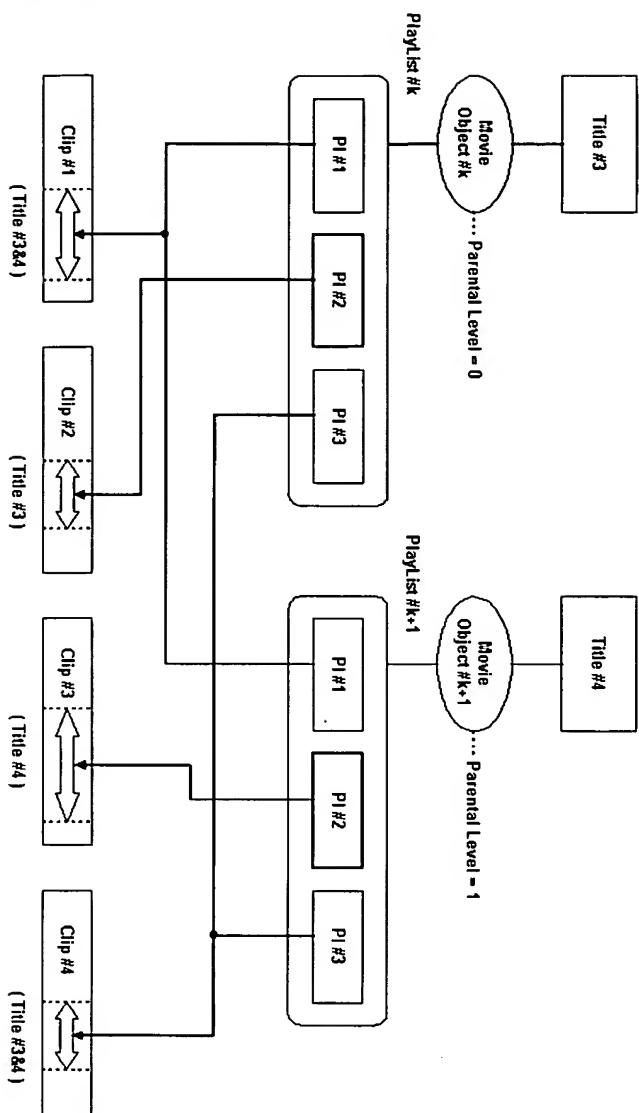 Title #3
Title #4
Movie
Object #k
Parental Level = 0
Movie
Object #k+1
Parental Level = 1
PlayList #k
PlayList #k+1
PI #1
PI #2
PI #3
PI #1
PI #2
PI #3
Clip #1
Clip #2
Clip #3
Clip #4
( Title #3&4 )
( Title #3 )
( Title #4 )
( Title #3&4 )